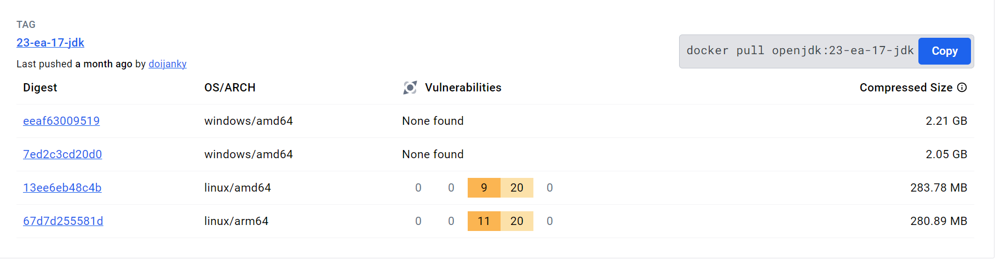 TAG
23-ea-17-jdk
docker pull openjdk:23-ea-17-jdk Copy
Last pushed a month ago by doijanky
Digest OS/ARCH Vulnerabilities Compressed Size
eeaf63009519 windows/amd64 None found 2.21 GB
7ed2c3cd20d0 windows/amd64 None found 2.05 GB
13ee6eb48c4b linux/amd64 0 0 9 20 0 283.78 MB
67d7d255581d linux/arm64 0 0 11 20 0 280.89 MB